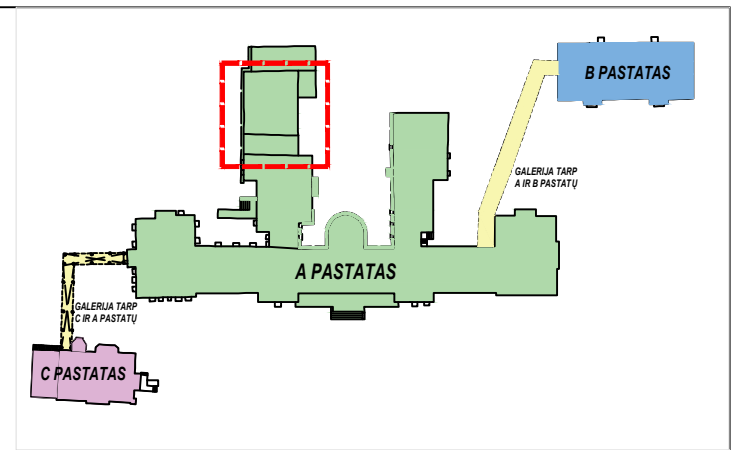 B PASTATAS
GALERIJA TARP
A IR B PASTATŲ
A PASTATAS
GALERIJA TARP
C IR A PASTATŲ
C PASTATAS